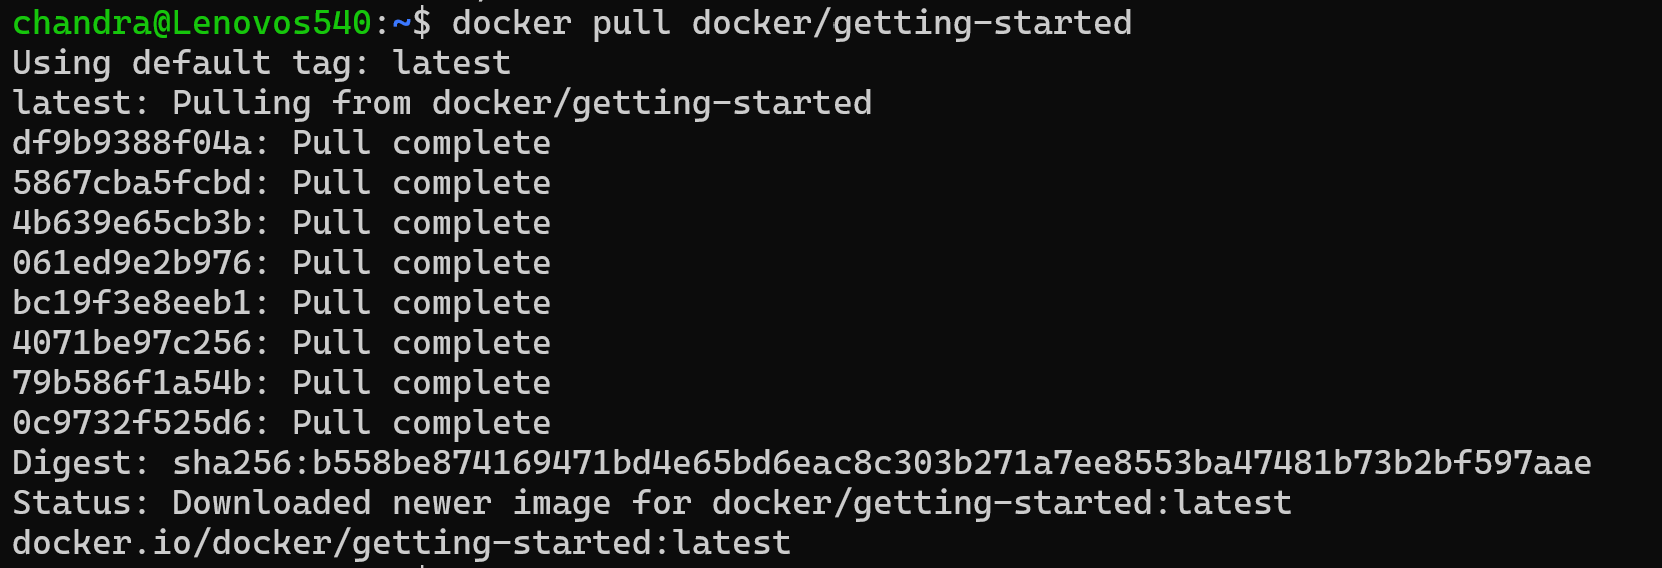 chandra@Lenovos540:~$ docker pull docker/getting-started
Using default tag: latest
latest: Pulling from docker/getting-started
df9b9388f04a: Pull complete
5867cba5fcbd: Pull complete
4b639e65cb3b: Pull complete
061ed9e2b976: Pull complete
bc19f3e8eeb1: Pull complete
4071be97c256: Pull complete
79b586f1a54b: Pull complete
0c9732f525d6: Pull complete
Digest: sha256:b558be874169471bd4e65bd6eac8c303b271a7ee8553ba47481b73b2bf597aae
Status: Downloaded newer image for docker/getting-started:latest
docker.io/docker/getting-started:latest